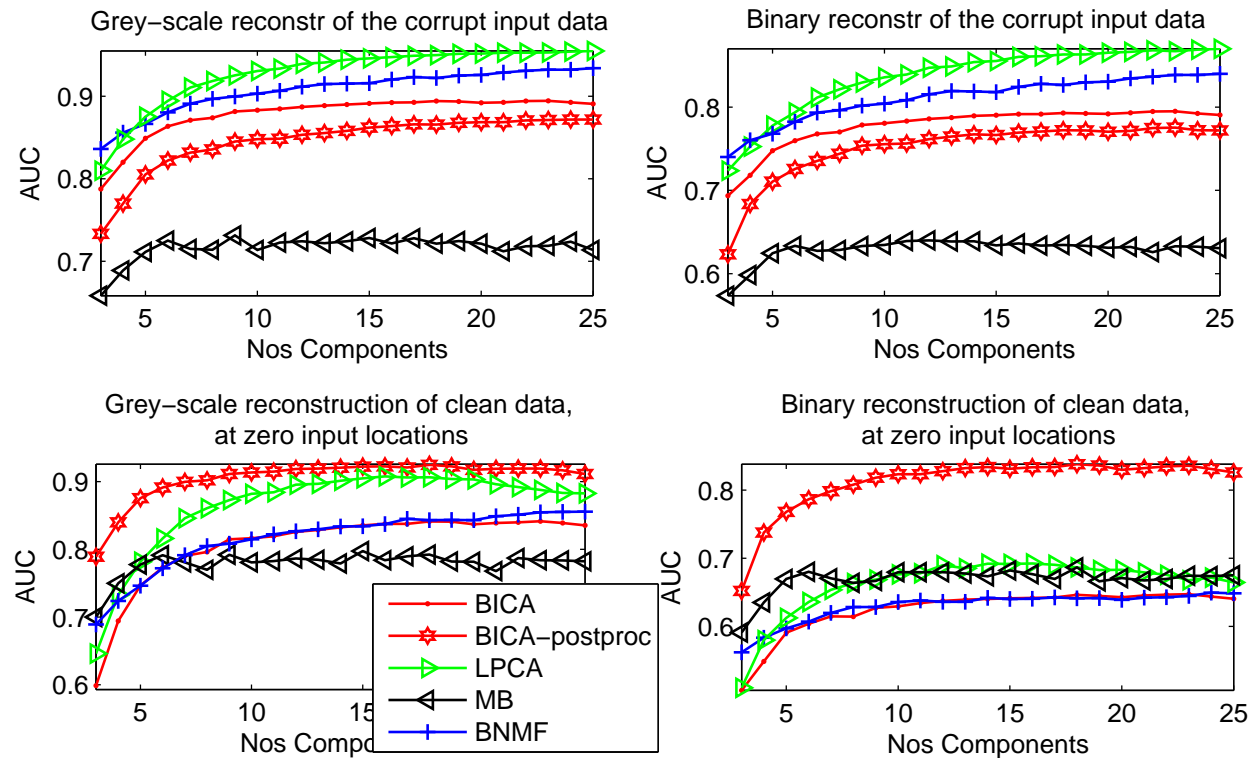 Grey−scale reconstr of the corrupt input data
0.9
0.8
0.7
AUC
5 10 15 20 25
Nos Components
Binary reconstr of the corrupt input data
0.8
0.7
0.6
AUC
5 10 15 20 25
Nos Components
Grey−scale reconstruction of clean data,
at zero input locations
0.9
0.8
0.7
0.6
AUC
5 10 15
Nos Compo
BICA
BICA−postproc
LPCA
MB
BNMF
Binary reconstruction of clean data,
at zero input locations
0.8
0.7
0.6
AUC
5 10 15 20 25
Nos Components